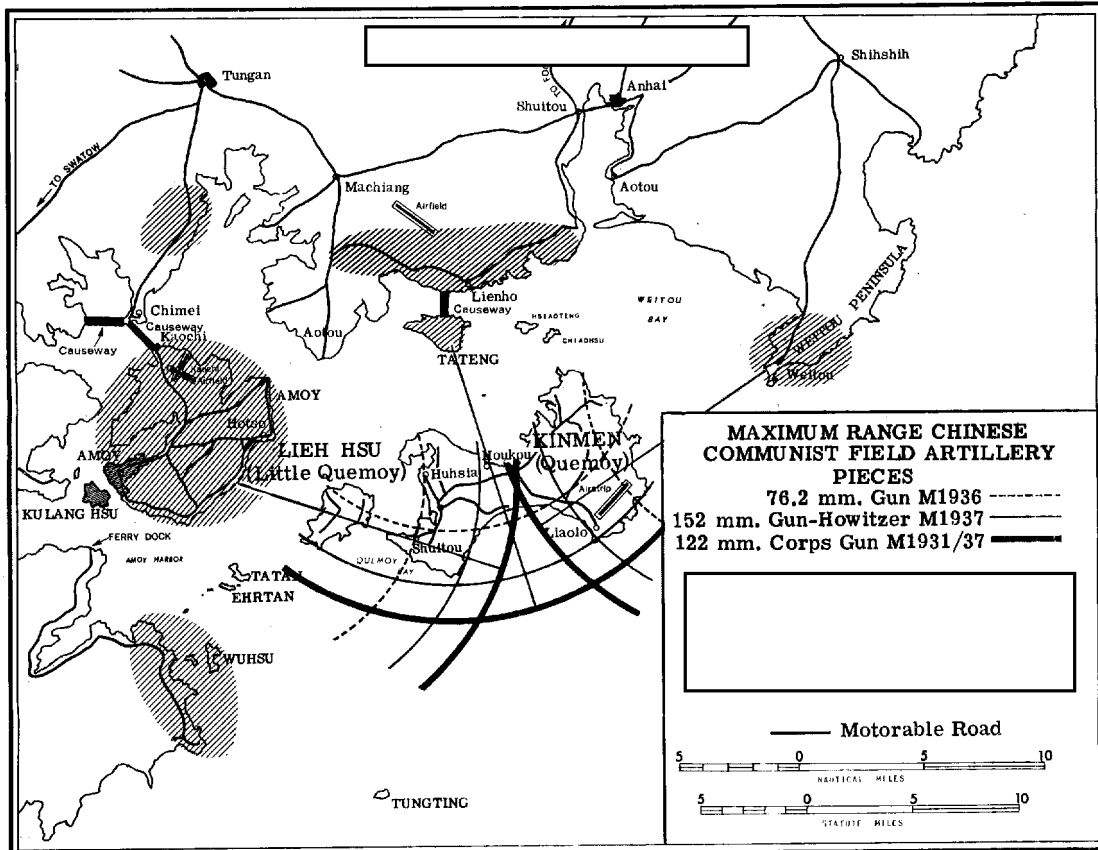 Tungan
Shihshih
Anhai
Shuitou
TO SWATOW
Machiang
Airfield
Aotou
WEITOU PENINSULA
Lienho
Causeway
WEITOU
BAY
HSIAOTENG
CHIAOHSU
TATENG
Chimei
Causeway
Kaochi
Causeway
Aotou
Airfield
Weitou
AMOY
Hotso
AMOY
KULANG HSU
LIEH HSU
(Little Quemoy)
KINMEN
(Quemoy)
Houkou
Huhsia
Airstrip
Liaolo
Shuitou
QUEMOY BAY
FERRY DOCK
AMOY HARBOR
TATAN
EHRTAN
WUHSU
TUNGTING
MAXIMUM RANGE CHINESE
COMMUNIST FIELD ARTILLERY
PIECES
76.2 mm. Gun M1936
152 mm. Gun-Howitzer M1937
122 mm. Corps Gun M1931/37
Motorable Road
5 0 5 10
NAUTICAL MILES
5 0 5 10
STATUTE MILES